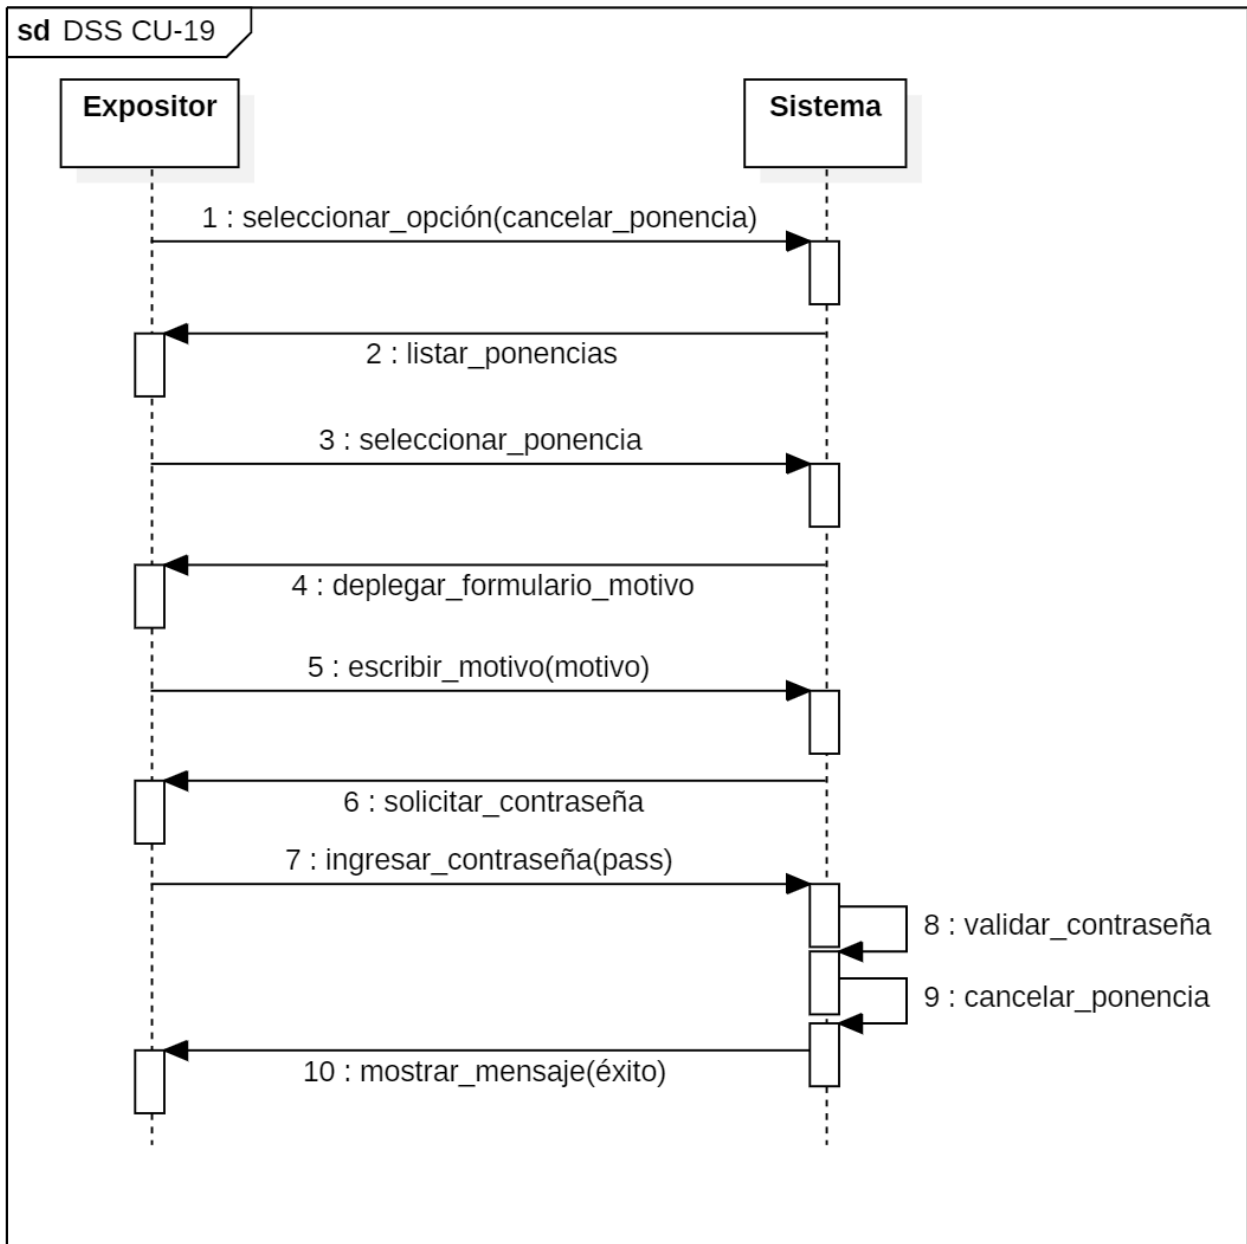 sd DSS CU-19
Expositor
Sistema
1 : seleccionar_opción(cancelar_ponencia)
2 : listar_ponencias
3 : seleccionar_ponencia
4 : deplegar_formulario_motivo
5 : escribir_motivo(motivo)
6 : solicitar_contraseña
7 : ingresar_contraseña(pass)
8 : validar_contraseña
9 : cancelar_ponencia
10 : mostrar_mensaje(éxito)